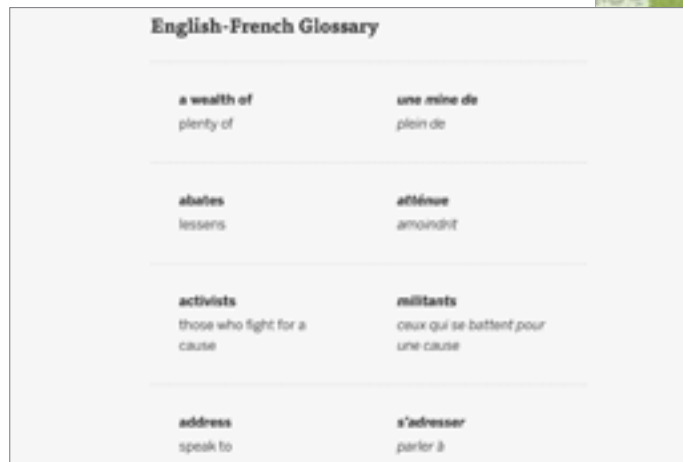 English-French Glossary
a wealth of
une mine de
plenty of
plein de
abates
atténue
lessens
amoindrit
activists
militants
those who fight for a
ceux qui se battent pour
cause
une cause
address
s'adresser
speak to
parler à